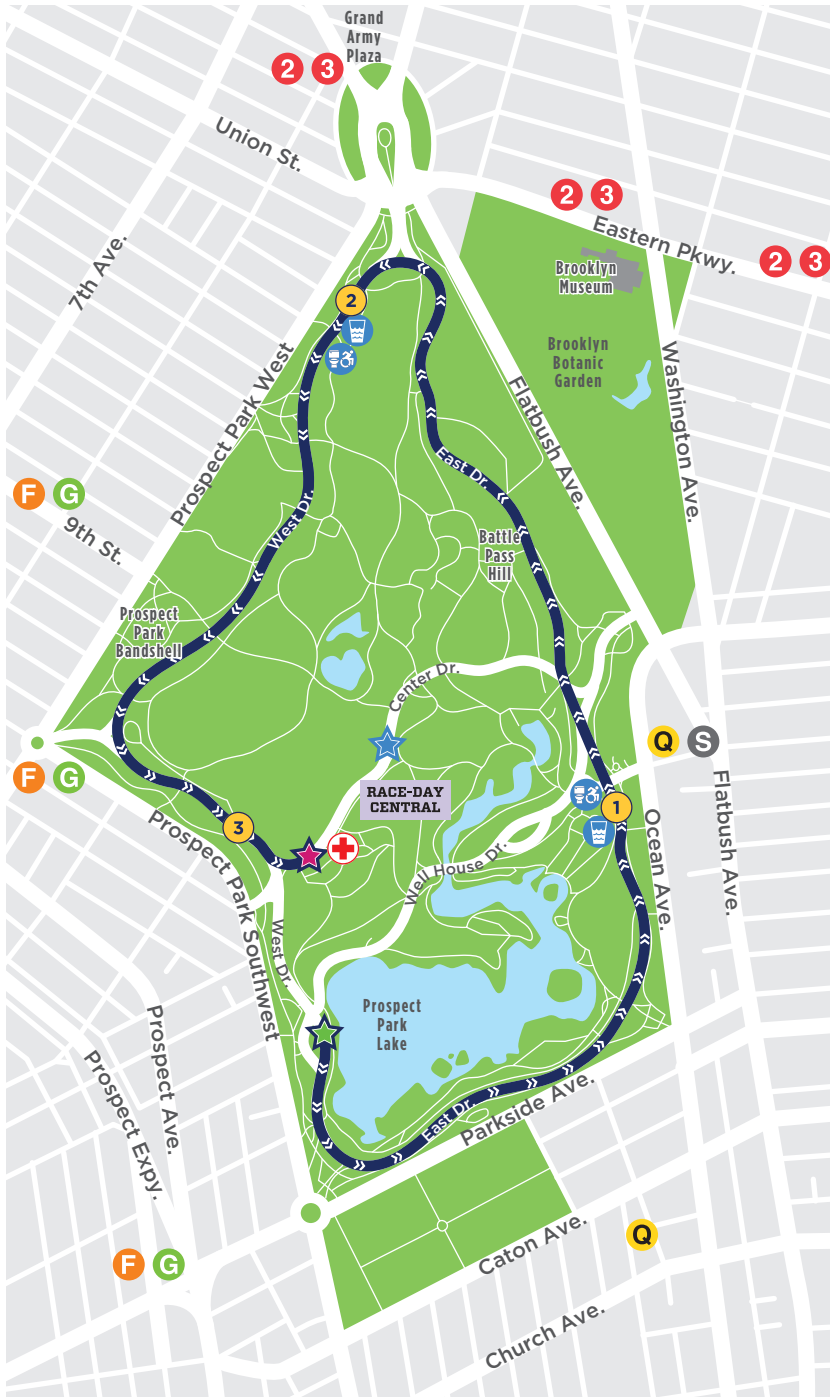 Grand
Army
Plaza
2 3
Union St.
2 3
Eastern Pkwy.
2 3
7th Ave.
Brooklyn
Museum
2
Brooklyn
Botanic
Garden
Prospect Park West
Washington Ave.
Flatbush Ave.
East Dr.
F G
9th St.
West Dr.
Battle
Pass
Hill
Prospect
Park
Bandshell
Center Dr.
F G
Q S
RACE-DAY
CENTRAL
1
3
Flatbush Ave.
Ocean Ave.
Prospect Park Southwest
Well House Dr.
West Dr.
Prospect
Park
Lake
Prospect Ave.
Prospect Expy.
East Dr.
Parkside Ave.
F G
Caton Ave.
Q
Church Ave.